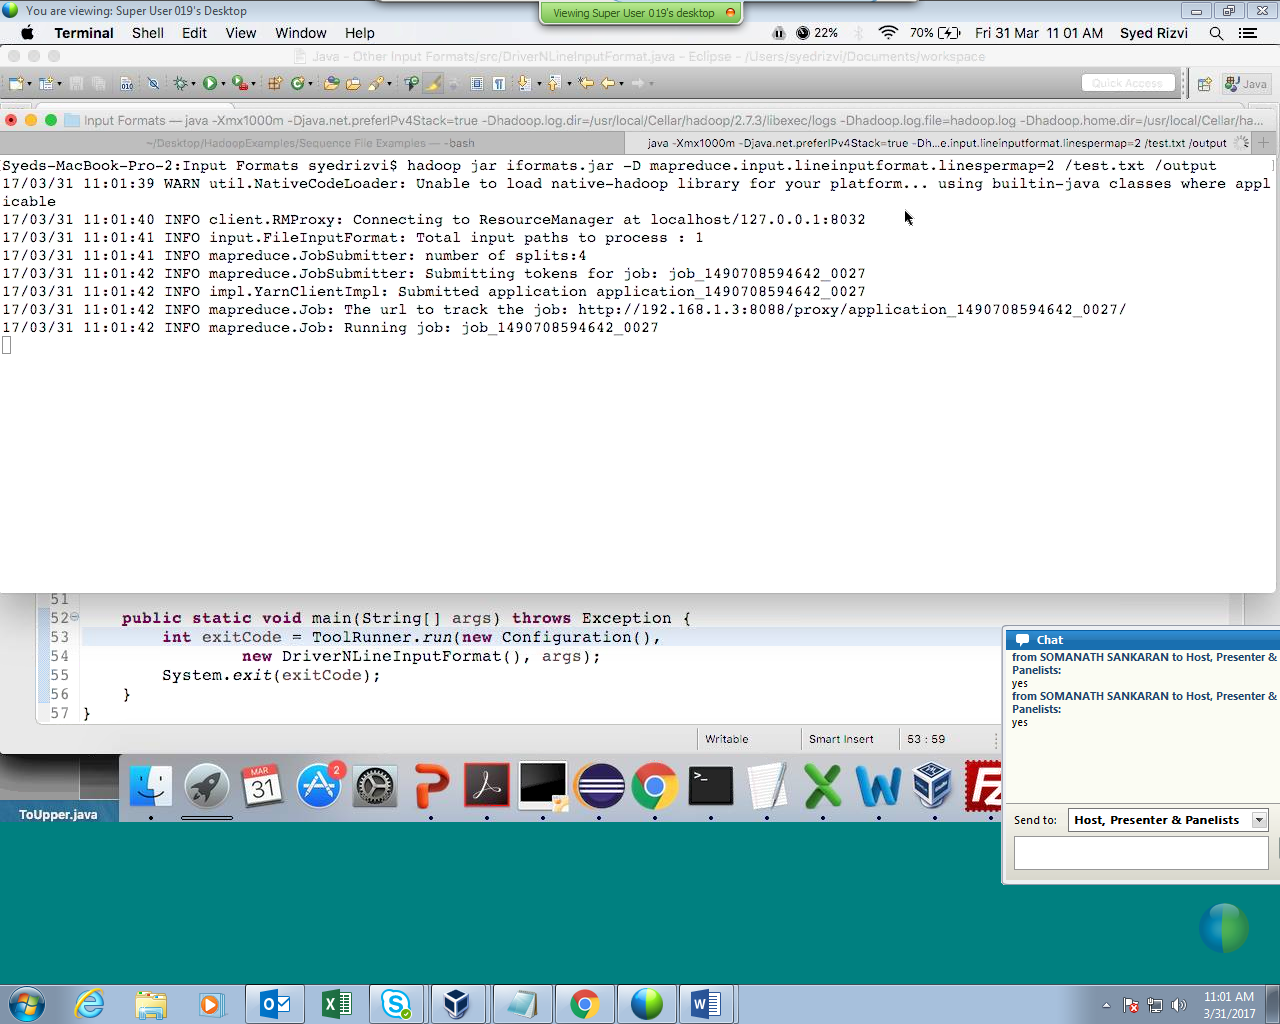 You are viewing: Super User 019's Desktop
Viewing Super User 019's desktop
Terminal Shell Edit View Window Help
22% 70% Fri 31 Mar 11 01 AM Syed Rizvi
Java - Other Input Formats/src/DriverNLineInputFormat.java - Eclipse - /Users/syedrizvi/Documents/workspace
Quick Access
Java
Input Formats — java -Xmx1000m -Djava.net.preferIPv4Stack=true -Dhadoop.log.dir=/usr/local/Cellar/hadoop/2.7.3/libexec/logs -Dhadoop.log.file=hadoop.log -Dhadoop.home.dir=/usr/local/Cellar/ha...
~/Desktop/HadoopExamples/Sequence File Examples — -bash
java -Xmx1000m -Djava.net.preferIPv4Stack=true -Dh...e.input.lineinputformat.linespermap=2 /test.txt /output
Syeds-MacBook-Pro-2:Input Formats syedrizvi$ hadoop jar iformats.jar -D mapreduce.input.lineinputformat.linespermap=2 /test.txt /output
17/03/31 11:01:39 WARN util.NativeCodeLoader: Unable to load native-hadoop library for your platform... using builtin-java classes where appl
icable
17/03/31 11:01:40 INFO client.RMProxy: Connecting to ResourceManager at localhost/127.0.0.1:8032
17/03/31 11:01:41 INFO input.FileInputFormat: Total input paths to process : 1
17/03/31 11:01:41 INFO mapreduce.JobSubmitter: number of splits:4
17/03/31 11:01:42 INFO mapreduce.JobSubmitter: Submitting tokens for job: job_1490708594642_0027
17/03/31 11:01:42 INFO impl.YarnClientImpl: Submitted application application_1490708594642_0027
17/03/31 11:01:42 INFO mapreduce.Job: The url to track the job: http://192.168.1.3:8088/proxy/application_1490708594642_0027/
17/03/31 11:01:42 INFO mapreduce.Job: Running job: job_1490708594642_0027
51
52 public static void main(String[] args) throws Exception {
53 int exitCode = ToolRunner.run(new Configuration(),
54 new DriverNLineInputFormat(), args);
55 System.exit(exitCode);
56 }
57 }
Writable Smart Insert 53 : 59
Chat
from SOMANATH SANKARAN to Host, Presenter &
Panelists:
yes
from SOMANATH SANKARAN to Host, Presenter &
Panelists:
yes
Send to: Host, Presenter & Panelists
MAR
31
2
ToUpper.java
11:01 AM
3/31/2017